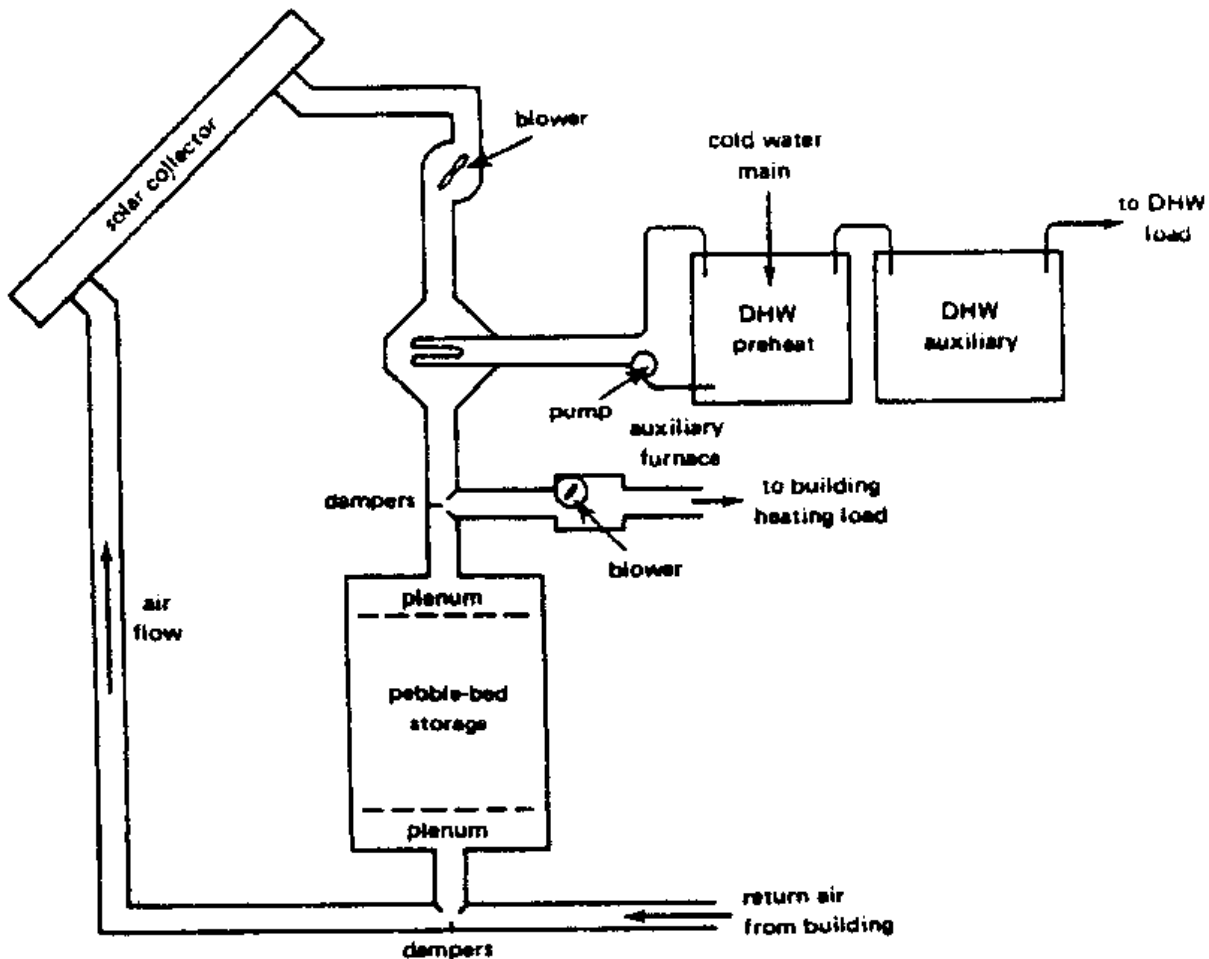 solar collector
blower
cold water
main
to DHW
load
DHW
preheat
DHW
auxiliary
pump
auxiliary
furnace
dampers
to building
heating load
blower
plenum
air
flow
pebble-bed
storage
plenum
return air
from building
dampers